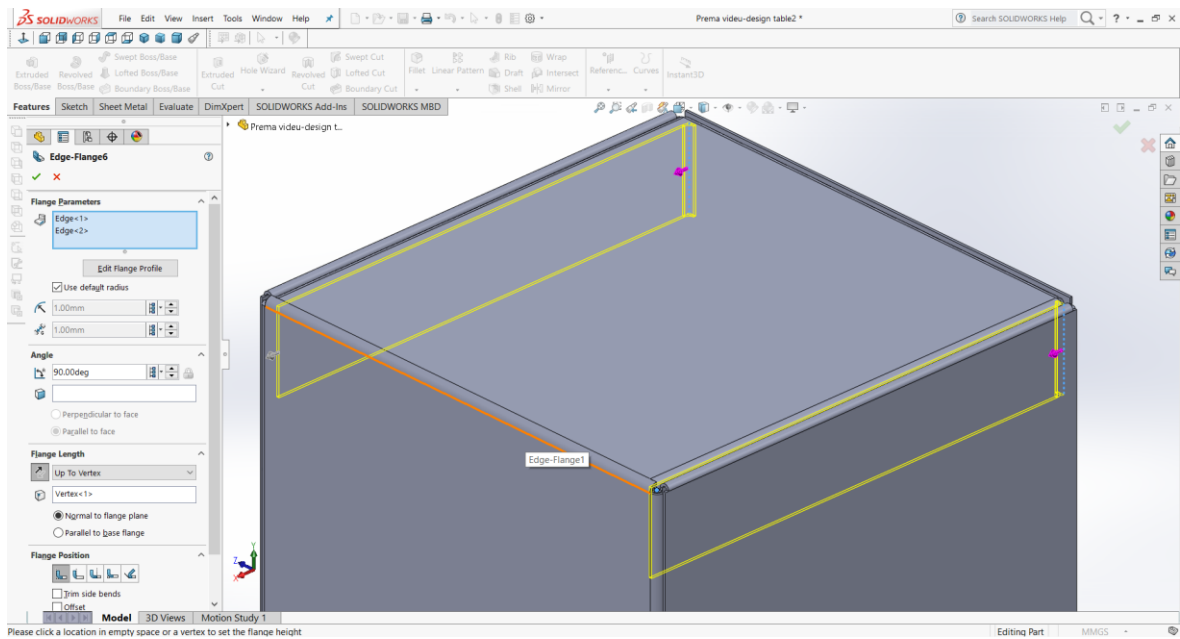 SOLIDWORKS File Edit View Insert Tools Window Help Prema videu-design table2 * Search SOLIDWORKS Help
Swept Boss/Base Swept Cut Rib Wrap
Extruded Boss/Base Revolved Boss/Base Lofted Boss/Base Extruded Cut Hole Wizard Revolved Cut Lofted Cut Fillet Linear Pattern Draft Intersect Referenc... Curves Instant3D
Boundary Boss/Base Boundary Cut Shell Mirror
Features Sketch Sheet Metal Evaluate DimXpert SOLIDWORKS Add-Ins SOLIDWORKS MBD
Prema videu-design t...
Edge-Flange6
Flange Parameters
Edge<1>
Edge<2>
Edit Flange Profile
Use default radius
1.00mm
1.00mm
Angle
90.00deg
Perpendicular to face
Parallel to face
Flange Length
Up To Vertex
Vertex<1>
Normal to flange plane
Parallel to base flange
Flange Position
Trim side bends
Offset
Edge-Flange1
Y
Z
X
Model 3D Views Motion Study 1
Please click a location in empty space or a vertex to set the flange height Editing Part MMGS